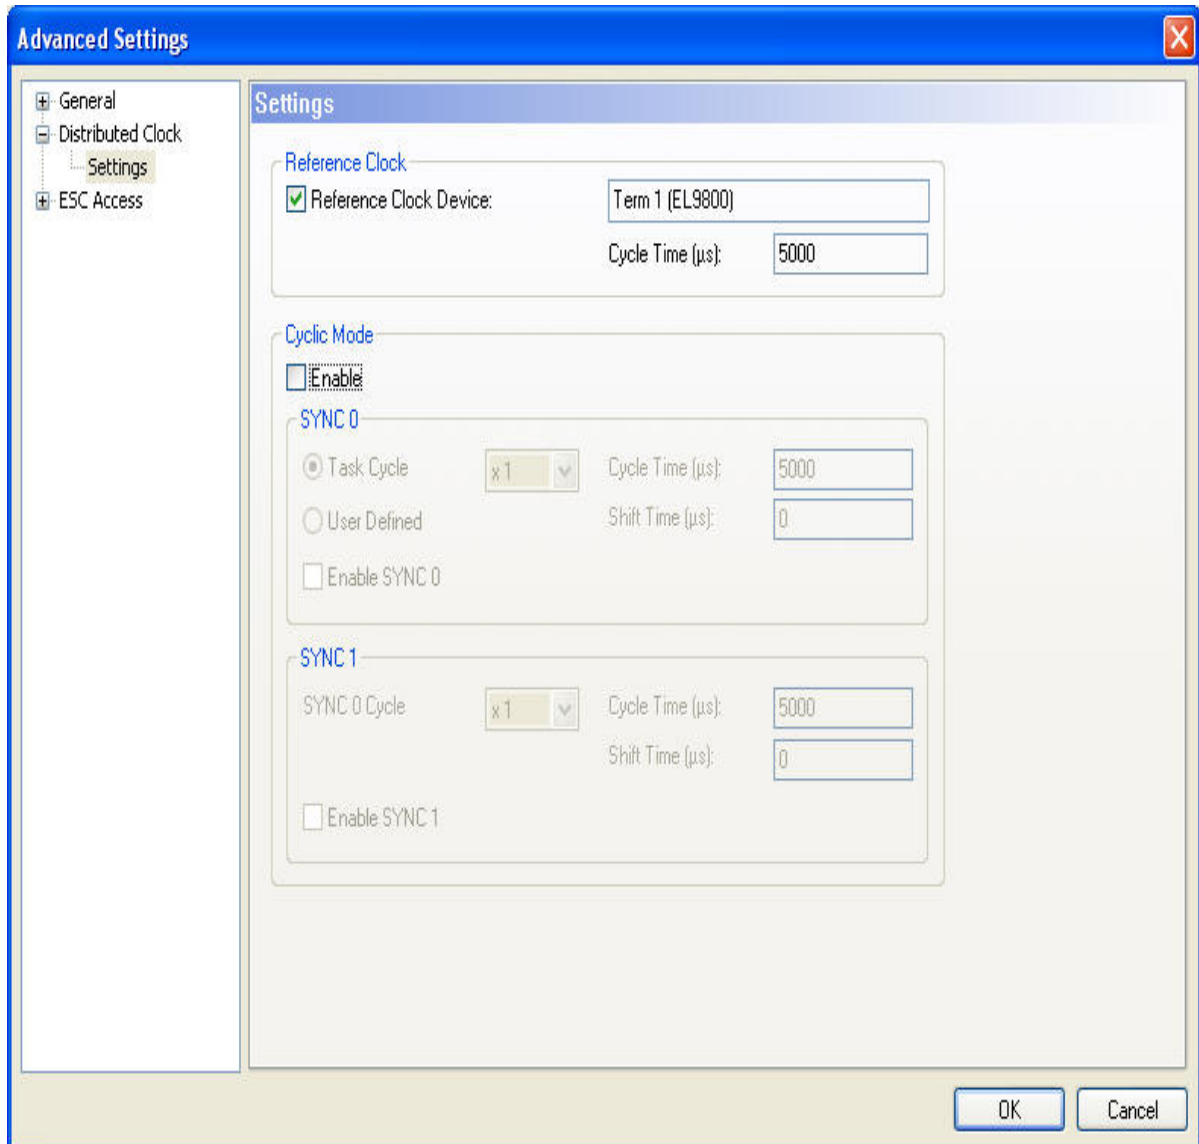 Advanced Settings
General
Distributed Clock
Settings
ESC Access
Settings
Reference Clock
Reference Clock Device: Term 1 (EL9800)
Cycle Time (µs): 5000
Cyclic Mode
Enable
SYNC 0
Task Cycle x 1 Cycle Time (µs): 5000
User Defined Shift Time (µs): 0
Enable SYNC 0
SYNC 1
SYNC 0 Cycle x 1 Cycle Time (µs): 5000
Shift Time (µs): 0
Enable SYNC 1
OK Cancel